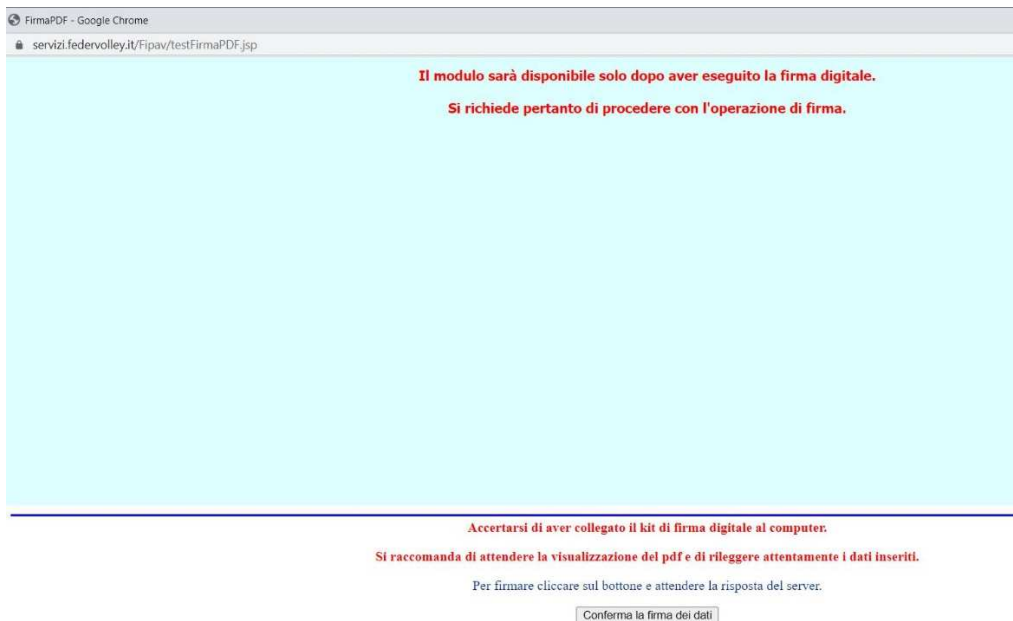 FirmaPDF - Google Chrome
servizi.federvolley.it/Fipav/testFirmaPDF.jsp
Il modulo sarà disponibile solo dopo aver eseguito la firma digitale.
Si richiede pertanto di procedere con l'operazione di firma.
Accertarsi di aver collegato il kit di firma digitale al computer.
Si raccomanda di attendere la visualizzazione del pdf e di rileggere attentamente i dati inseriti.
Per firmare cliccare sul bottone e attendere la risposta del server.
Conferma la firma dei dati